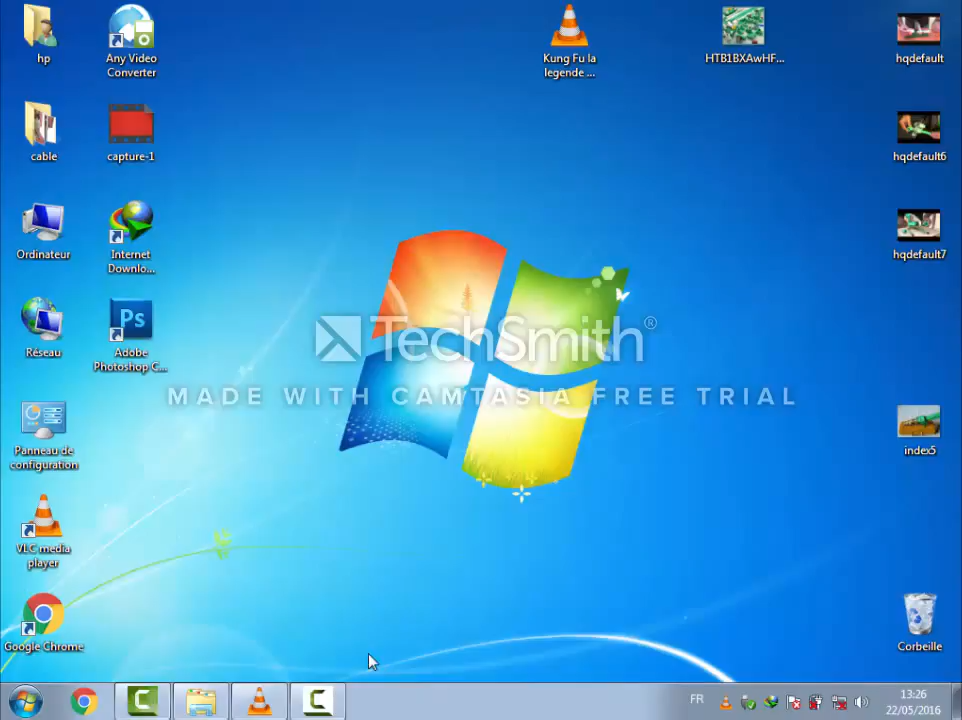 hp
Any Video
Converter
Kung Fu la
legende ...
HTB1BXAwHF...
hqdefault
cable
capture-1
hqdefault6
Ordinateur
Internet
Downlo...
hqdefault7
Réseau
Ps
Adobe
Photoshop C...
TechSmith®
MADE WITH CAMTASIA FREE TRIAL
Panneau de
configuration
index5
VLC media
player
Google Chrome
Corbeille
FR
13:26
22/05/2016